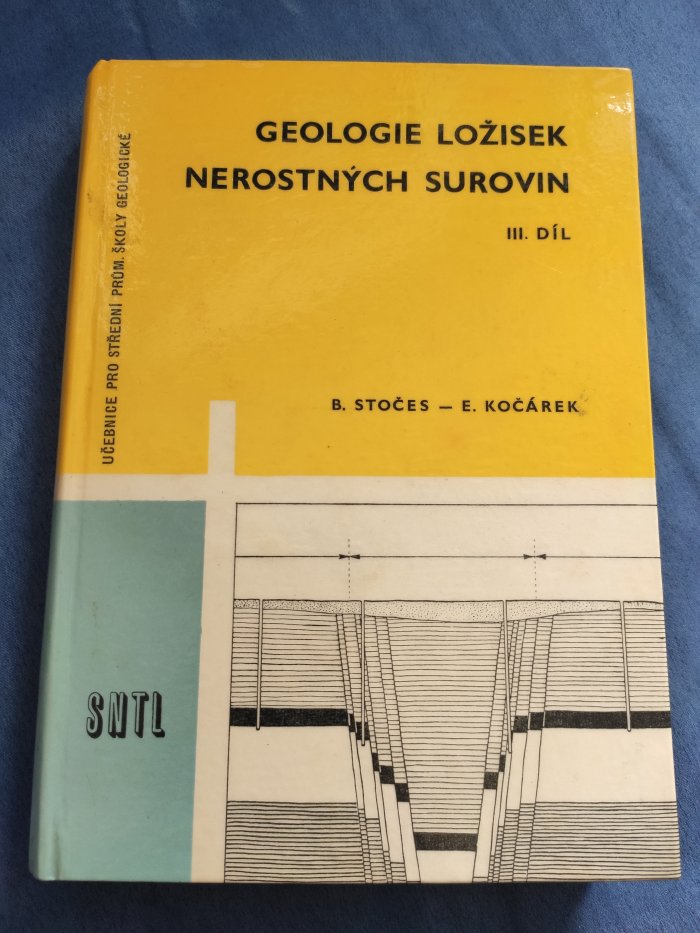 GEOLOGIE LOŽISEK
NEROSTNÝCH SUROVIN
III. DÍL
B. STOČES — E. KOČÁREK
UČEBNICE PRO STŘEDNÍ PRŮM. ŠKOLY GEOLOGICKÉ
SNTL